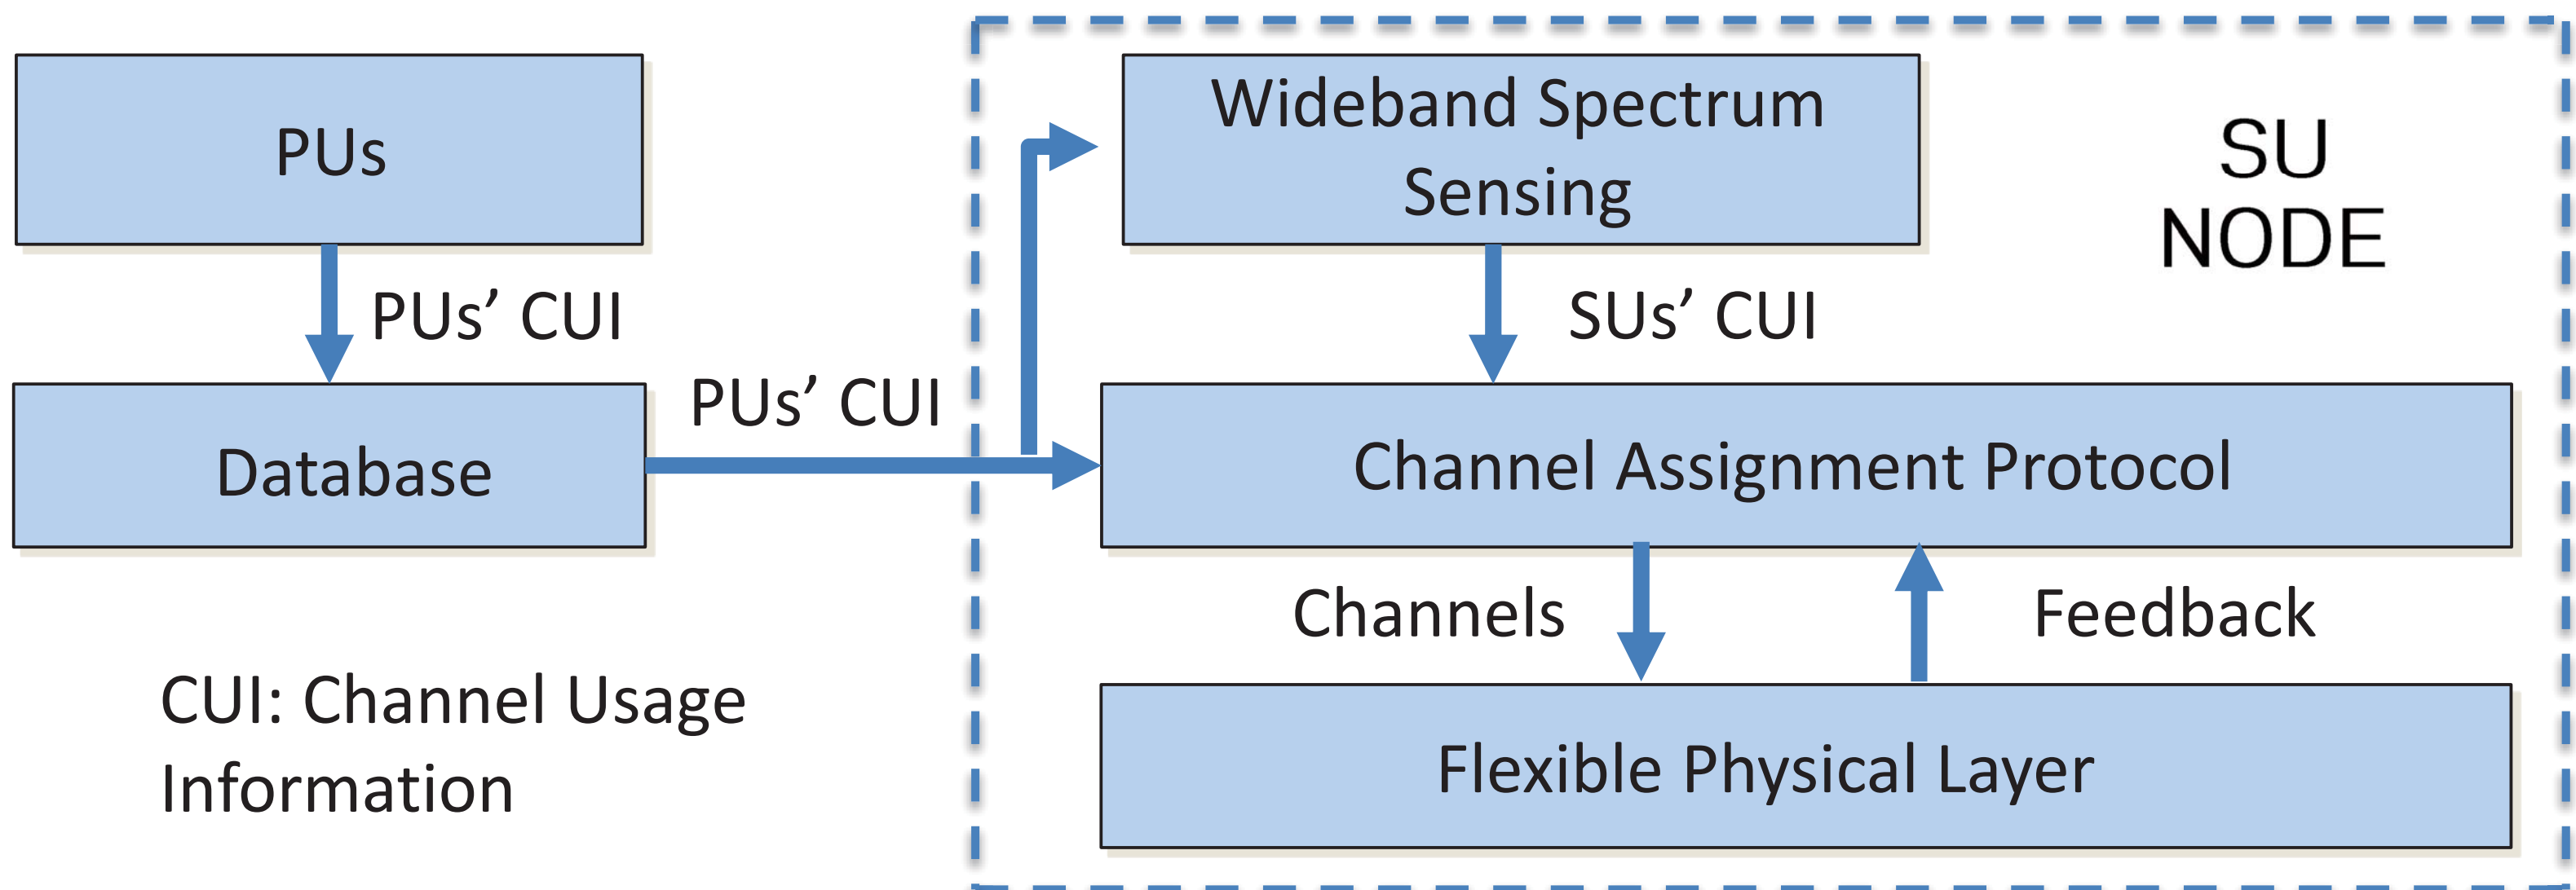 PUs
Wideband Spectrum
Sensing
SU
NODE
PUs’ CUI
SUs’ CUI
PUs’ CUI
Database
Channel Assignment Protocol
Channels
Feedback
CUI: Channel Usage
Information
Flexible Physical Layer